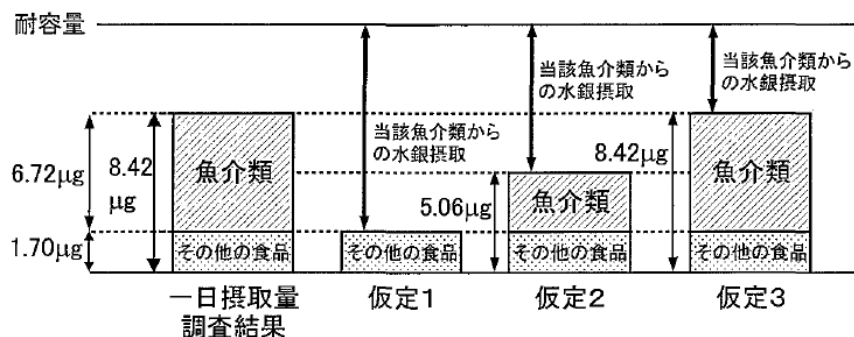 耐容量
当該魚介類から
の水銀摂取
当該魚介類から
の水銀摂取
当該魚介類から
の水銀摂取
6.72μg
8.42
μg
魚介類
5.06μg
魚介類
8.42μg
魚介類
1.70μg
その他の食品
その他の食品
その他の食品
その他の食品
一日摂取量
調査結果
仮定1
仮定2
仮定3